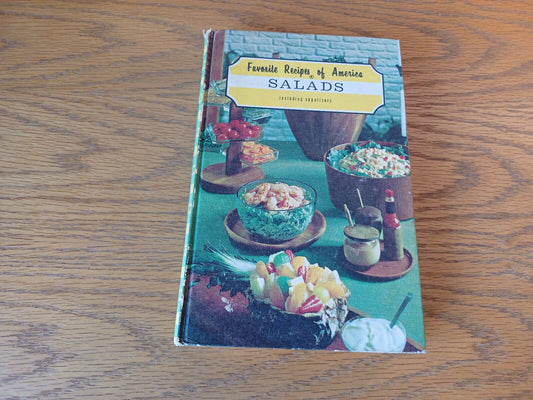 Favorite Recipes® of America
SALADS
including appetizers